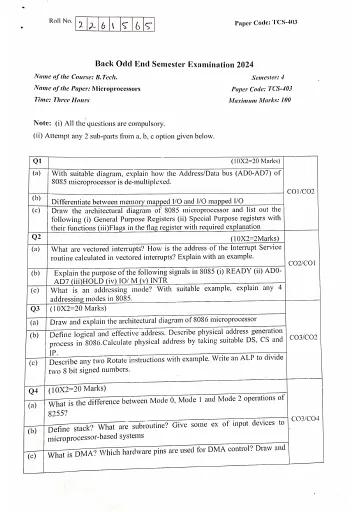 Roll No. 2 2 6 1 5 6 5
Paper Code: TCS-403
Back Odd End Semester Examination 2024
Name of the Course: B.Tech.
Semester: 4
Name of the Paper: Microprocessors
Paper Code: TCS-403
Time: Three Hours
Maximum Marks: 100
Note: (i) All the questions are compulsory.
(ii) Attempt any 2 sub-parts from a, b, c option given below.
Q1 (10X2=20 Marks)
(a) With suitable diagram, explain how the Address/Data bus (AD0-AD7) of
8085 microprocessor is de-multiplexed.
CO1/CO2
(b) Differentiate between memory mapped I/O and I/O mapped I/O
(c) Draw the architectural diagram of 8085 microprocessor and list out the
following (i) General Purpose Registers (ii) Special Purpose registers with
their functions (iii)Flags in the flag register with required explanation
Q2 (10X2=2Marks)
(a) What are vectored interrupts? How is the address of the Interrupt Service
routine calculated in vectored interrupts? Explain with an example.
CO2/CO1
(b) Explain the purpose of the following signals in 8085 (i) READY (ii) AD0-
AD7 (iii)HOLD (iv) IO/ M (v) INTR
(c) What is an addressing mode? With suitable example, explain any 4
addressing modes in 8085.
Q3 (10X2=20 Marks)
(a) Draw and explain the architectural diagram of 8086 microprocessor
(b) Define logical and effective address. Describe physical address generation
process in 8086.Calculate physical address by taking suitable DS, CS and
IP.
CO3/CO2
(c) Describe any two Rotate instructions with example. Write an ALP to divide
two 8 bit signed numbers.
Q4 (10X2=20 Marks)
(a) What is the difference between Mode 0, Mode 1 and Mode 2 operations of
8255?
CO3/CO4
(b) Define stack? What are subroutine? Give some ex of input devices to
microprocessor-based systems
(c) What is DMA? Which hardware pins are used for DMA control? Draw and